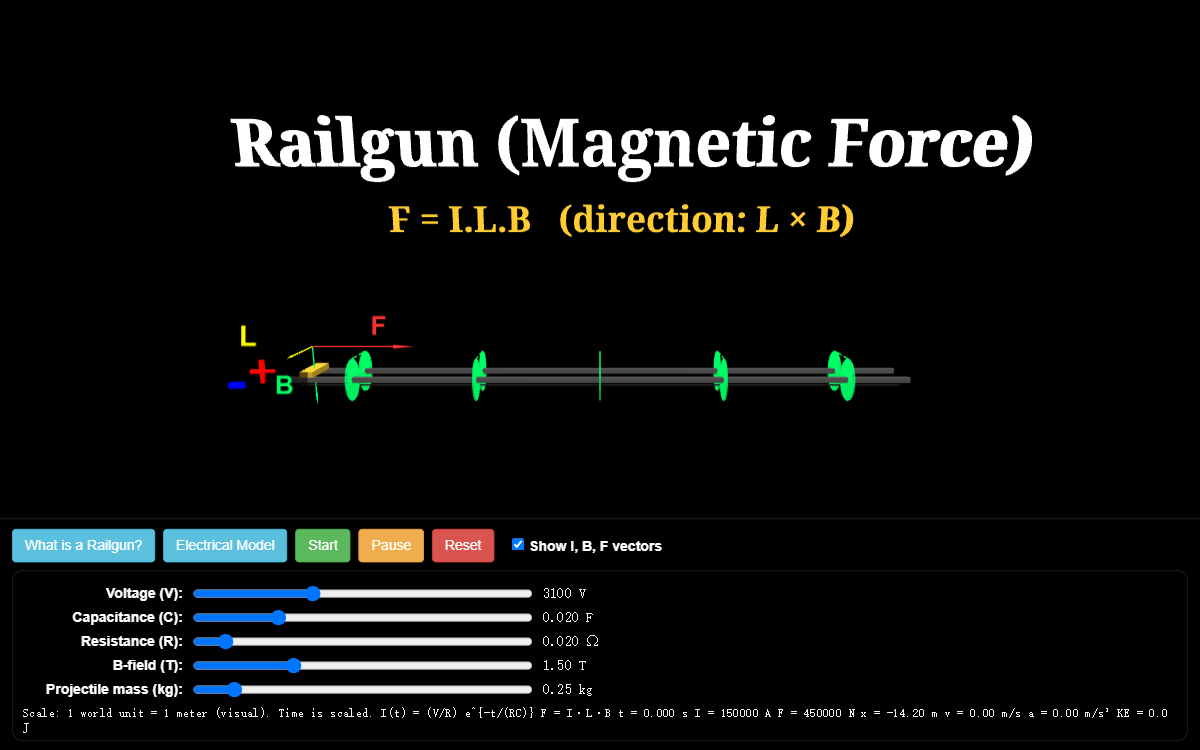 Railgun (Magnetic Force)
F = I.L.B (direction: L × B)
F
L
+
-
B
What is a Railgun?
Electrical Model
Start
Pause
Reset
Show I, B, F vectors
Voltage (V): 3100 V
Capacitance (C): 0.020 F
Resistance (R): 0.020 Ω
B-field (T): 1.50 T
Projectile mass (kg): 0.25 kg
Scale: 1 world unit = 1 meter (visual). Time is scaled. I(t) = (V/R) e^{-t/(RC)} F = I·L·B t = 0.000 s I = 150000 A F = 450000 N x = -14.20 m v = 0.00 m/s a = 0.00 m/s² KE = 0.0
J